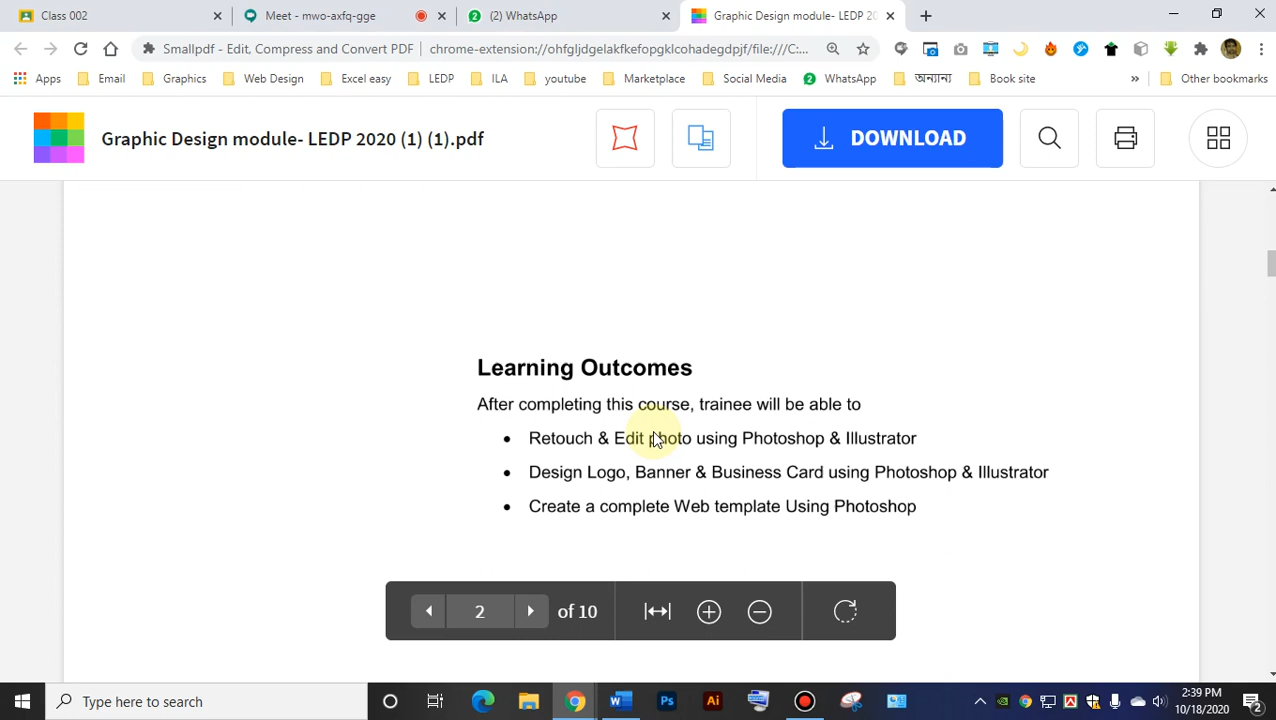 Class 002
Meet - mwo-axfq-gge
(2) WhatsApp
Graphic Design module- LEDP 20
Smallpdf - Edit, Compress and Convert PDF
chrome-extension://ohfgljdgelakfkefopgklcohadegdpjf/file:///C:...
Apps
Email
Graphics
Web Design
Excel easy
LEDP
ILA
youtube
Marketplace
Social Media
2 WhatsApp
অন্যান্য
Book site
»
Other bookmarks
Graphic Design module- LEDP 2020 (1) (1).pdf
DOWNLOAD
Learning Outcomes
After completing this course, trainee will be able to
• Retouch & Edit photo using Photoshop & Illustrator
• Design Logo, Banner & Business Card using Photoshop & Illustrator
• Create a complete Web template Using Photoshop
2 of 10
Type here to search
Ps
Ai
2:39 PM
10/18/2020
2